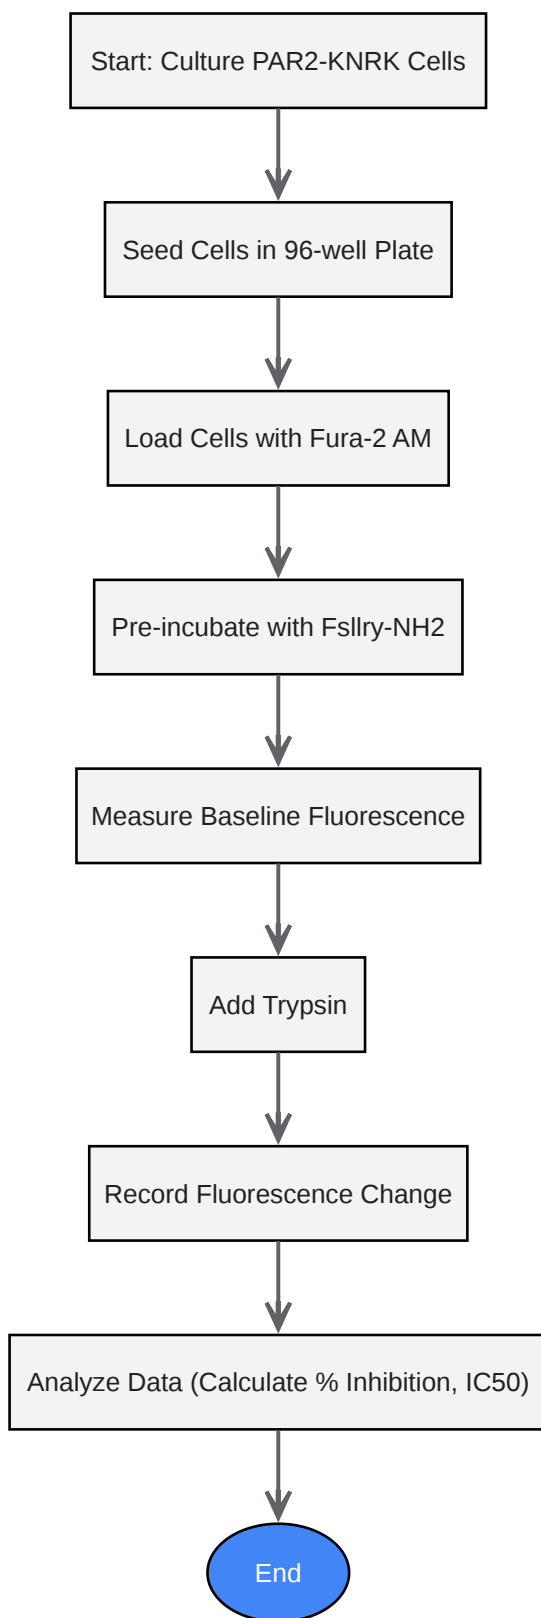 Start: Culture PAR2-KNRK Cells
Seed Cells in 96-well Plate
Load Cells with Fura-2 AM
Pre-incubate with Fsllry-NH2
Measure Baseline Fluorescence
Add Trypsin
Record Fluorescence Change
Analyze Data (Calculate % Inhibition, IC50)
End